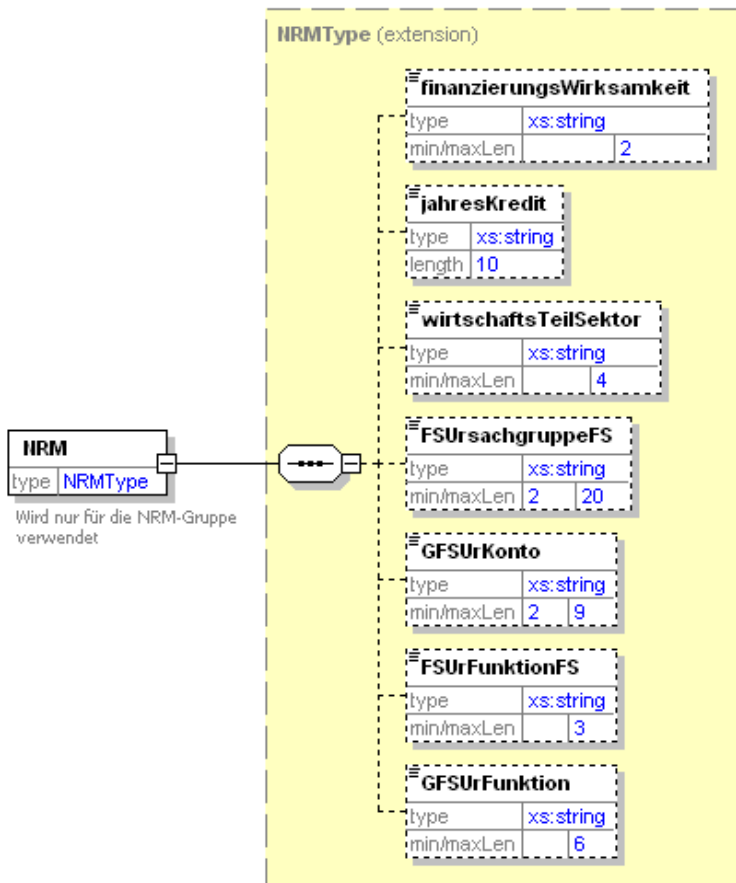 NRMType (extension)
finanzierungsWirksamkeit
type xs:string
min/maxLen 2
jahresKredit
type xs:string
length 10
wirtschaftsTeilSektor
type xs:string
min/maxLen 4
NRM
type NRMType
Wird nur für die NRM-Gruppe
verwendet
FSUrsachgruppeFS
type xs:string
min/maxLen 2 20
GFSUrKonto
type xs:string
min/maxLen 2 9
FSUrFunktionFS
type xs:string
min/maxLen 3
GFSUrFunktion
type xs:string
min/maxLen 6